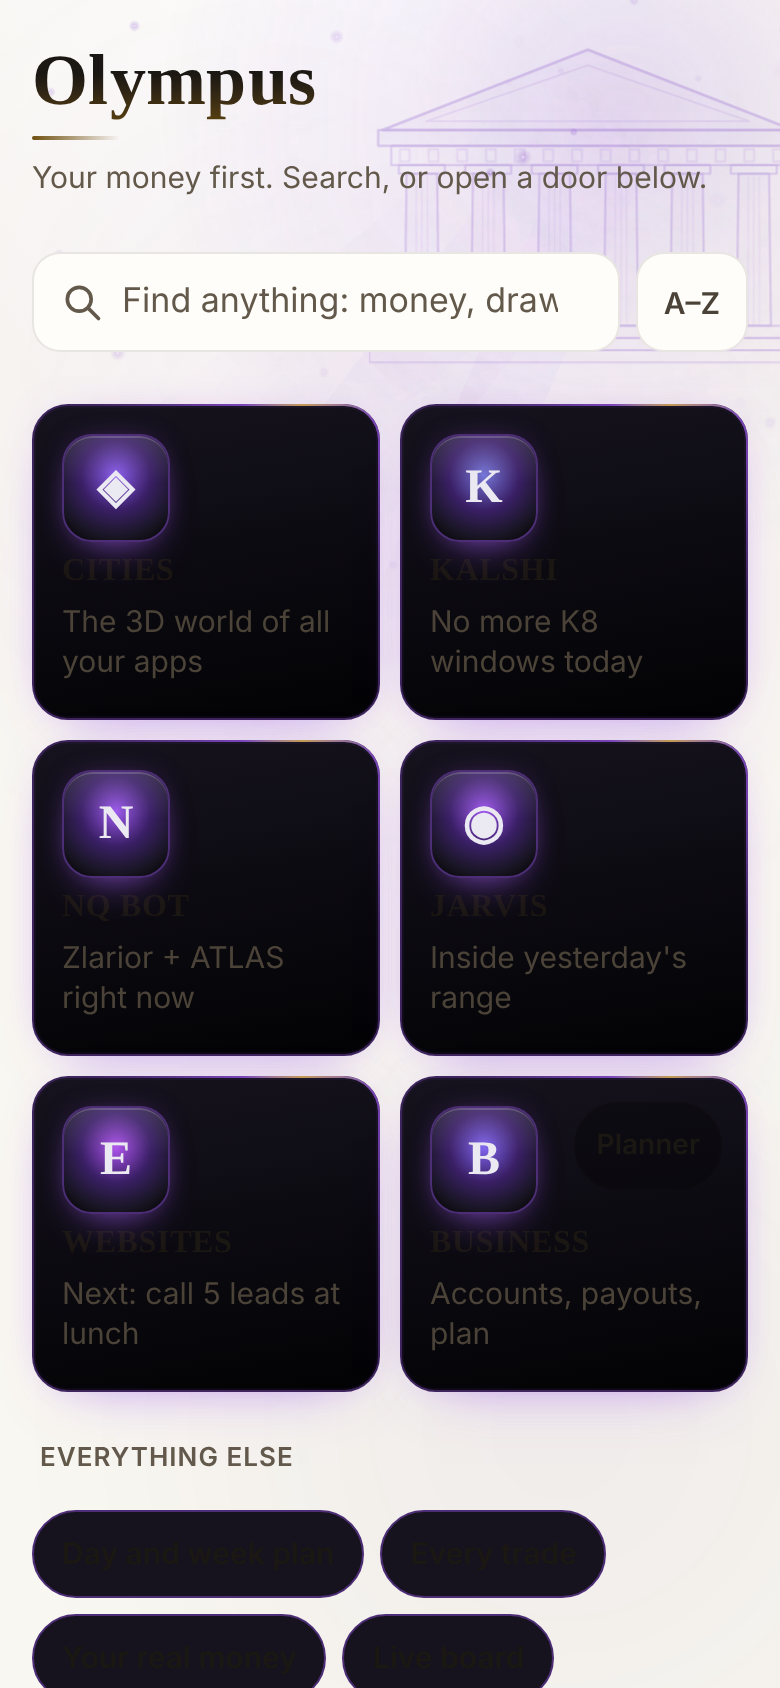 Olympus
Your money first. Search, or open a door below.
Find anything: money, draw
A–Z
◈
K
CITIES
KALSHI
The 3D world of all
your apps
No more K8
windows today
N
◉
NQ BOT
JARVIS
Zlarior + ATLAS
right now
Inside yesterday's
range
E
B
Planner
WEBSITES
BUSINESS
Next: call 5 leads at
lunch
Accounts, payouts,
plan
EVERYTHING ELSE
Day and week plan
Every trade
Your real money
Live board